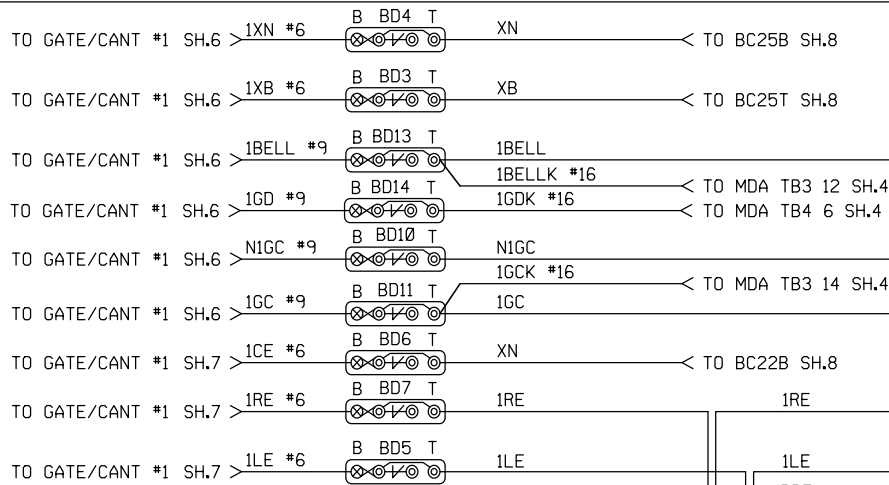 B BD4 T
TO GATE/CANT #1 SH.6 1XN #6 XN TO BC25B SH.8
B BD3 T
TO GATE/CANT #1 SH.6 1XB #6 XB TO BC25T SH.8
B BD13 T
TO GATE/CANT #1 SH.6 1BELL #9 1BELL
1BELLK #16 TO MDA TB3 12 SH.4
B BD14 T
TO GATE/CANT #1 SH.6 1GD #9 1GDK #16 TO MDA TB4 6 SH.4
B BD10 T
TO GATE/CANT #1 SH.6 N1GC #9 N1GC
1GCK #16 TO MDA TB3 14 SH.4
B BD11 T
TO GATE/CANT #1 SH.6 1GC #9 1GC
B BD6 T
TO GATE/CANT #1 SH.7 1CE #6 XN TO BC22B SH.8
B BD7 T
TO GATE/CANT #1 SH.7 1RE #6 1RE 1RE
B BD5 T
TO GATE/CANT #1 SH.7 1LE #6 1LE 1LE